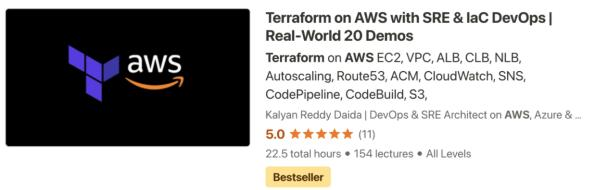 aws
Terraform on AWS with SRE & IaC DevOps |
Real-World 20 Demos
Terraform on AWS EC2, VPC, ALB, CLB, NLB,
Autoscaling, Route53, ACM, CloudWatch, SNS,
CodePipeline, CodeBuild, S3,
Kalyan Reddy Daida | DevOps & SRE Architect on AWS, Azure & ...
5.0 ★★★★★ (11)
22.5 total hours • 154 lectures • All Levels
Bestseller